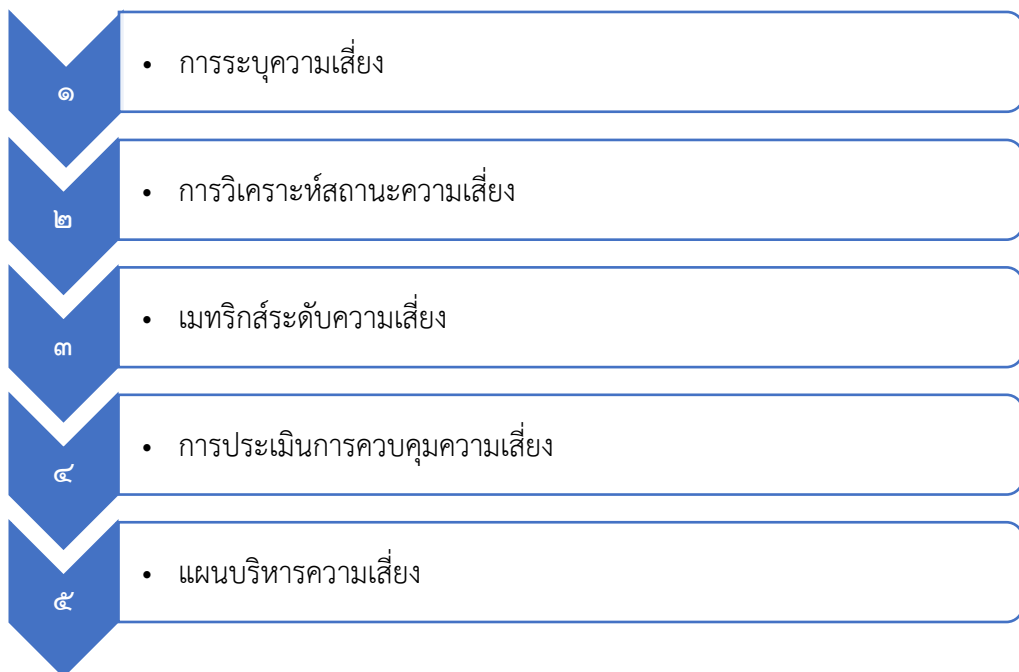 ๑
• การระบุความเสี่ยง
๒
• การวิเคราะห์สถานะความเสี่ยง
๓
• เมทริกส์ระดับความเสี่ยง
๔
• การประเมินการควบคุมความเสี่ยง
๕
• แผนบริหารความเสี่ยง